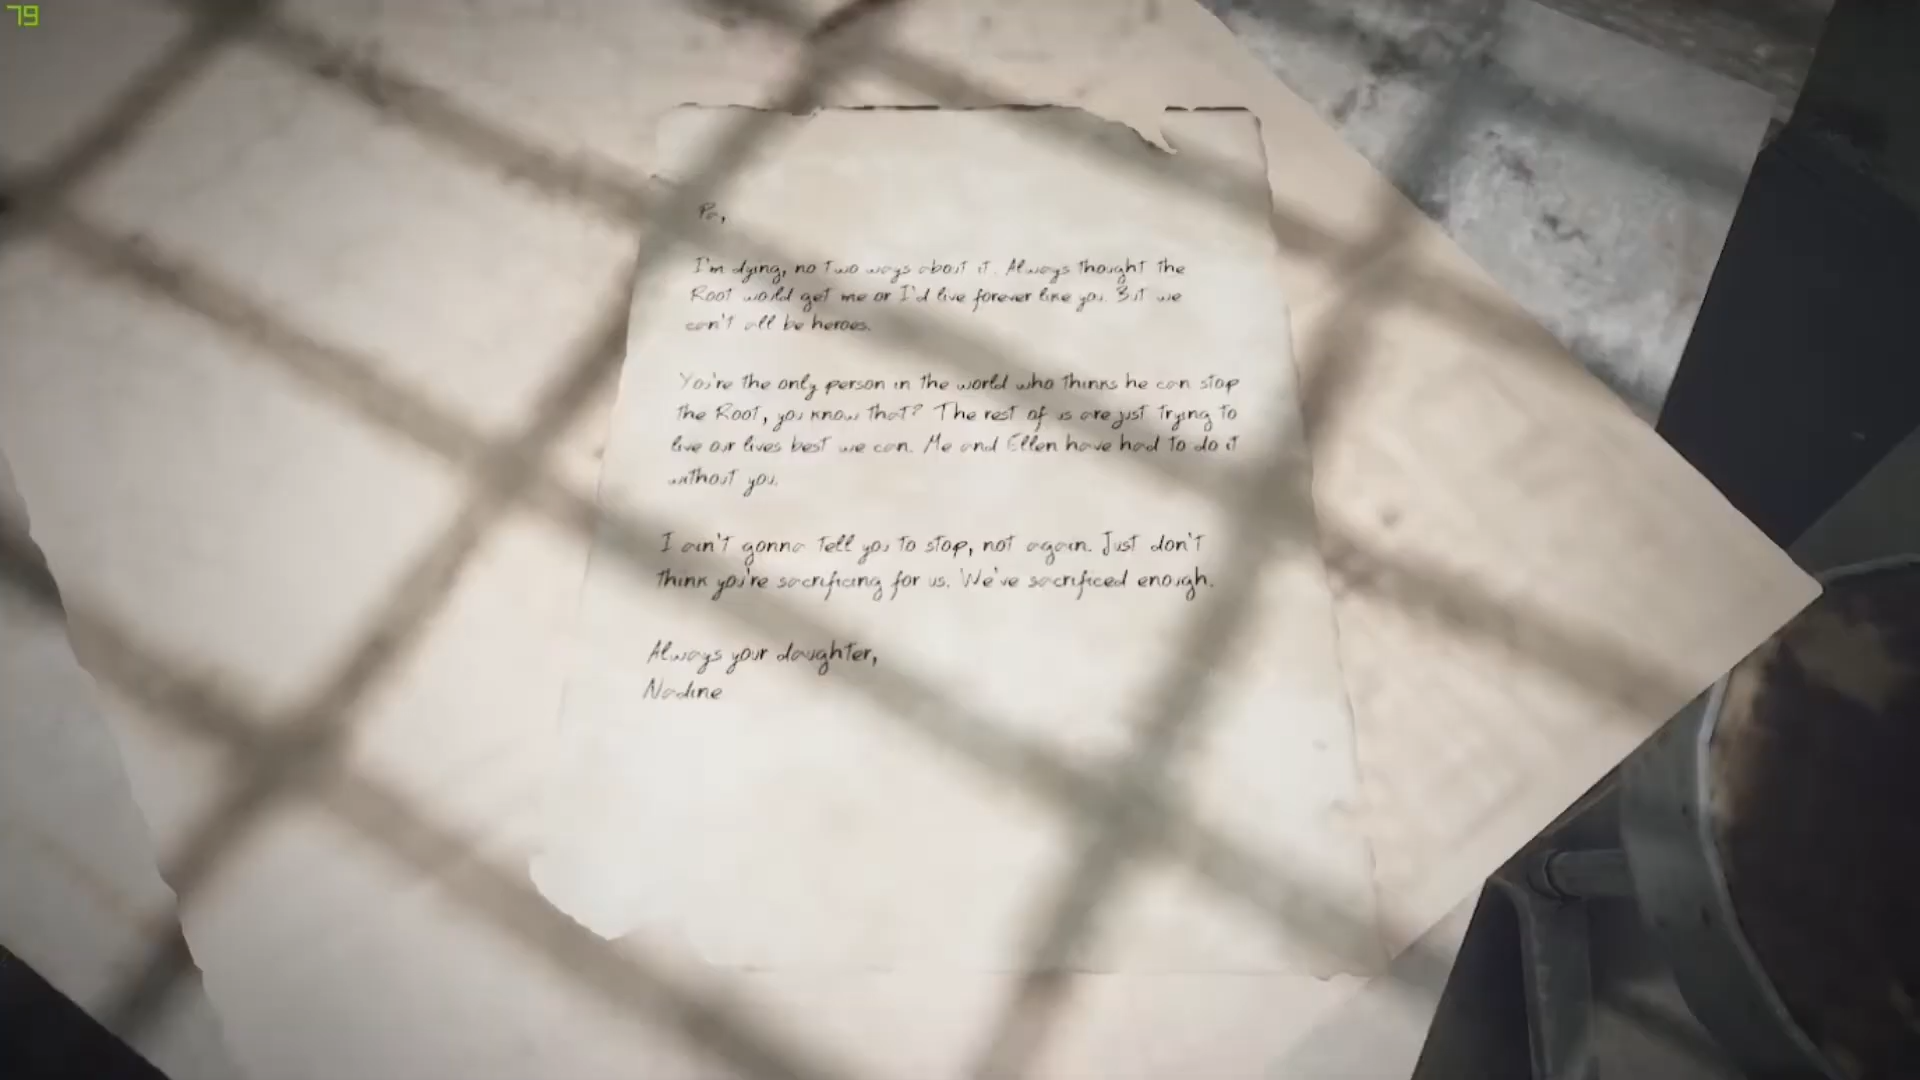 79
Pa,
I'm dying, no two ways about it. Always thought the
Root would get me or I'd live forever like you. But we
can't all be heroes.
You're the only person in the world who thinks he can stop
the Root, you know that? The rest of us are just trying to
live our lives best we can. Me and Ellen have had to do it
without you.
I ain't gonna tell you to stop, not again. Just don't
think you're sacrificing for us. We've sacrificed enough.
Always your daughter,
Nadine